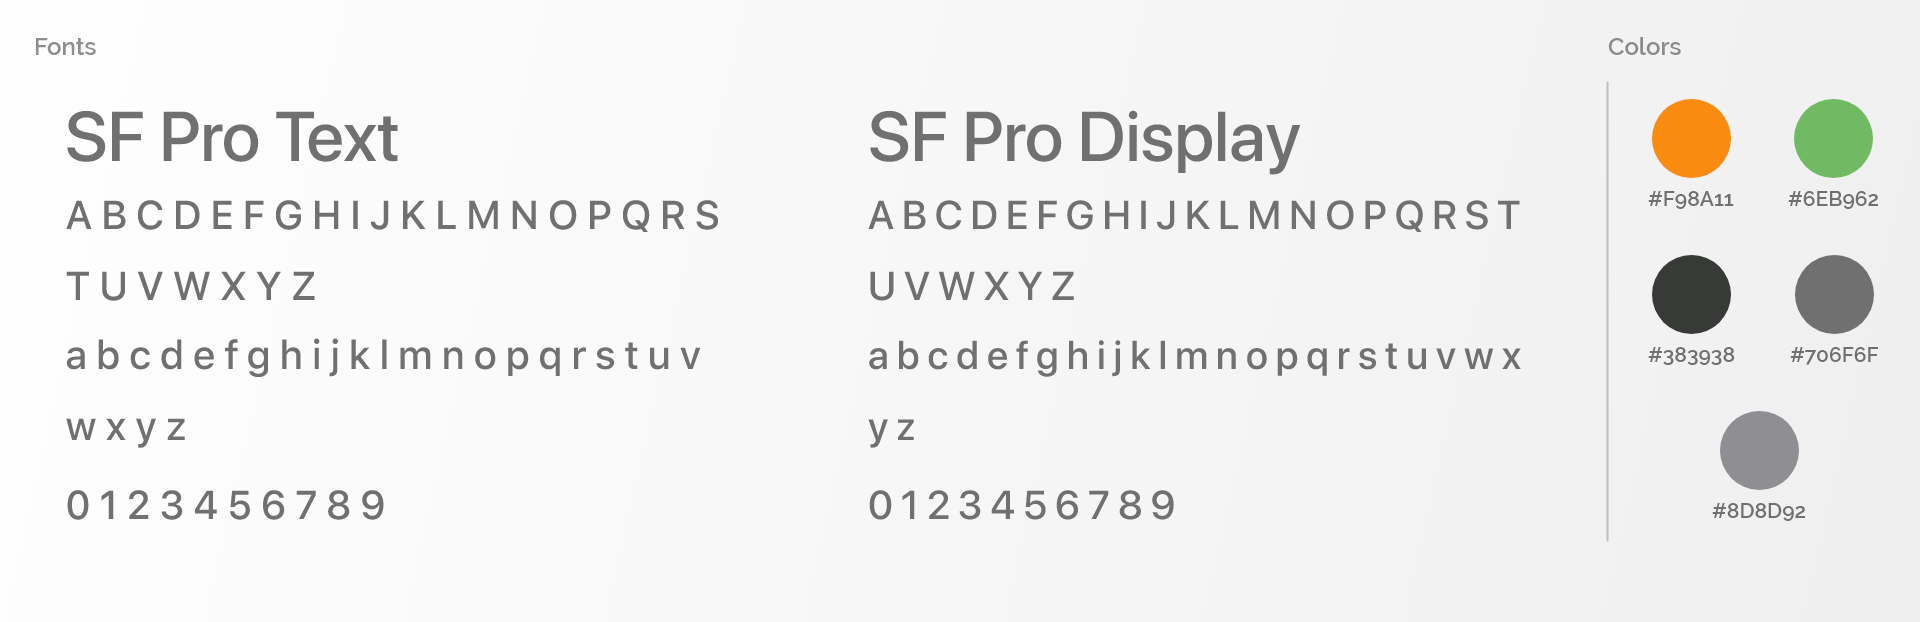 Fonts
SF Pro Text
A B C D E F G H I J K L M N O P Q R S
T U V W X Y Z
a b c d e f g h i j k l m n o p q r s t u v
w x y z
0 1 2 3 4 5 6 7 8 9
SF Pro Display
A B C D E F G H I J K L M N O P Q R S T
U V W X Y Z
a b c d e f g h i j k l m n o p q r s t u v w x
y z
0 1 2 3 4 5 6 7 8 9
Colors
#F98A11
#6EB962
#383938
#706F6F
#8D8D92